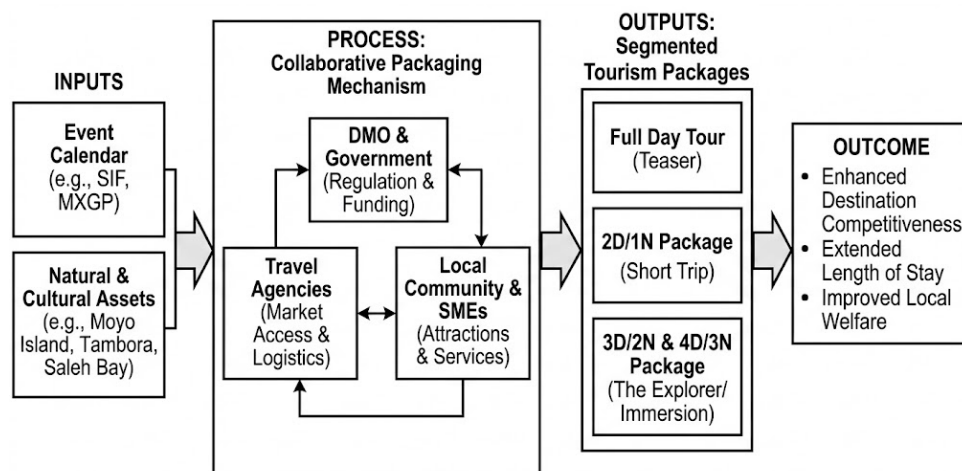 INPUTS
Event
Calendar
(e.g., SIF,
MXGP)
Natural &
Cultural Assets
(e.g., Moyo
Island, Tambora,
Saleh Bay)
PROCESS:
Collaborative Packaging
Mechanism
DMO &
Government
(Regulation &
Funding)
Travel
Agencies
(Market
Access &
Logistics)
Local
Community &
SMEs
(Attractions
& Services)
OUTPUTS:
Segmented
Tourism Packages
Full Day Tour
(Teaser)
2D/1N Package
(Short Trip)
3D/2N & 4D/3N
Package
(The Explorer/
Immersion)
OUTCOME
• Enhanced
Destination
Competitiveness
• Extended
Length of Stay
• Improved Local
Welfare